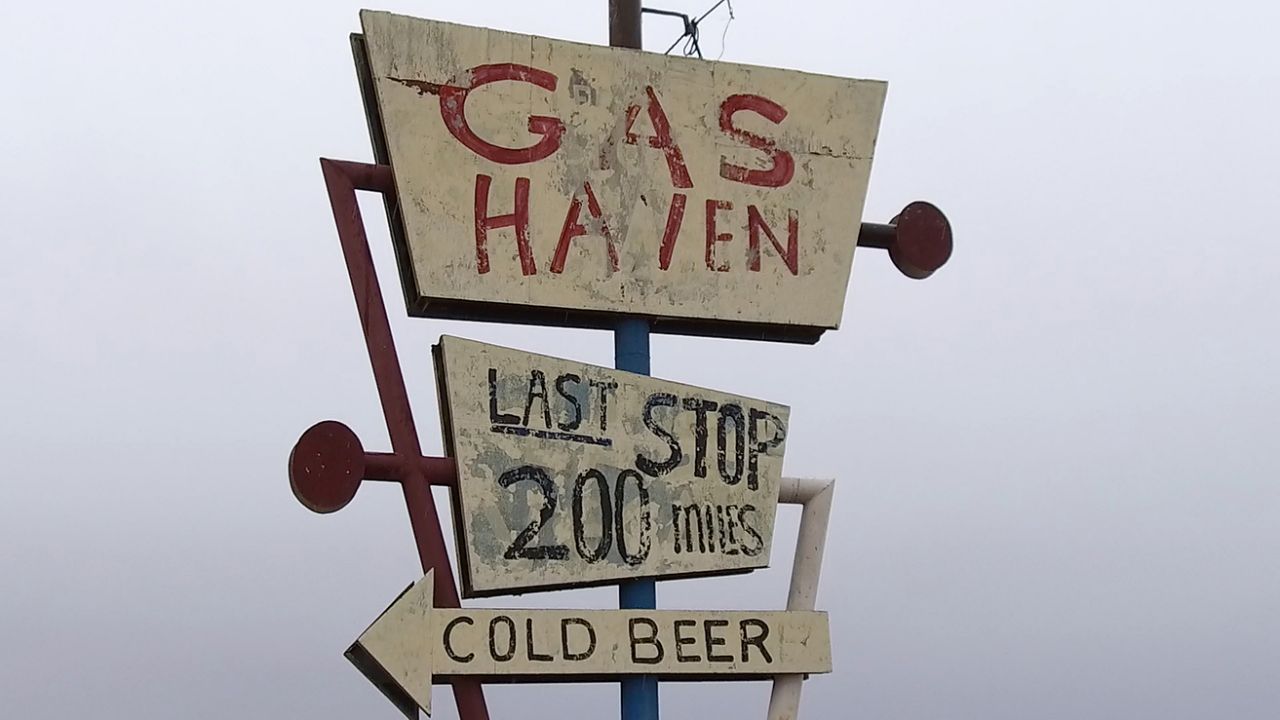 GAS
HAVEN
LAST STOP
200 MILES
COLD BEER